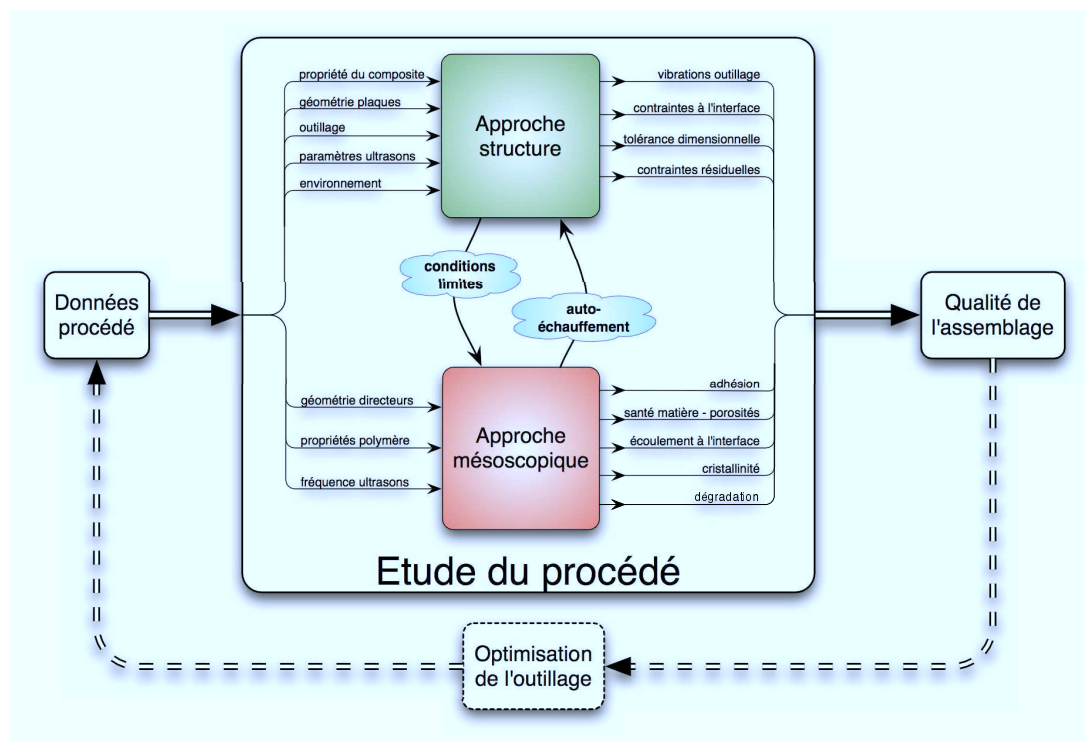 propriété du composite
géométrie plaques
outillage
paramètres ultrasons
environnement
Approche
structure
vibrations outillage
contraintes à l'interface
tolérance dimensionnelle
contraintes résiduelles
conditions
limites
auto-
échauffement
Données
procédé
Qualité de
l'assemblage
géométrie directeurs
propriétés polymère
fréquence ultrasons
Approche
mésoscopique
adhésion
santé matière - porosités
écoulement à l'interface
cristallinité
dégradation
Etude du procédé
Optimisation
de l'outillage